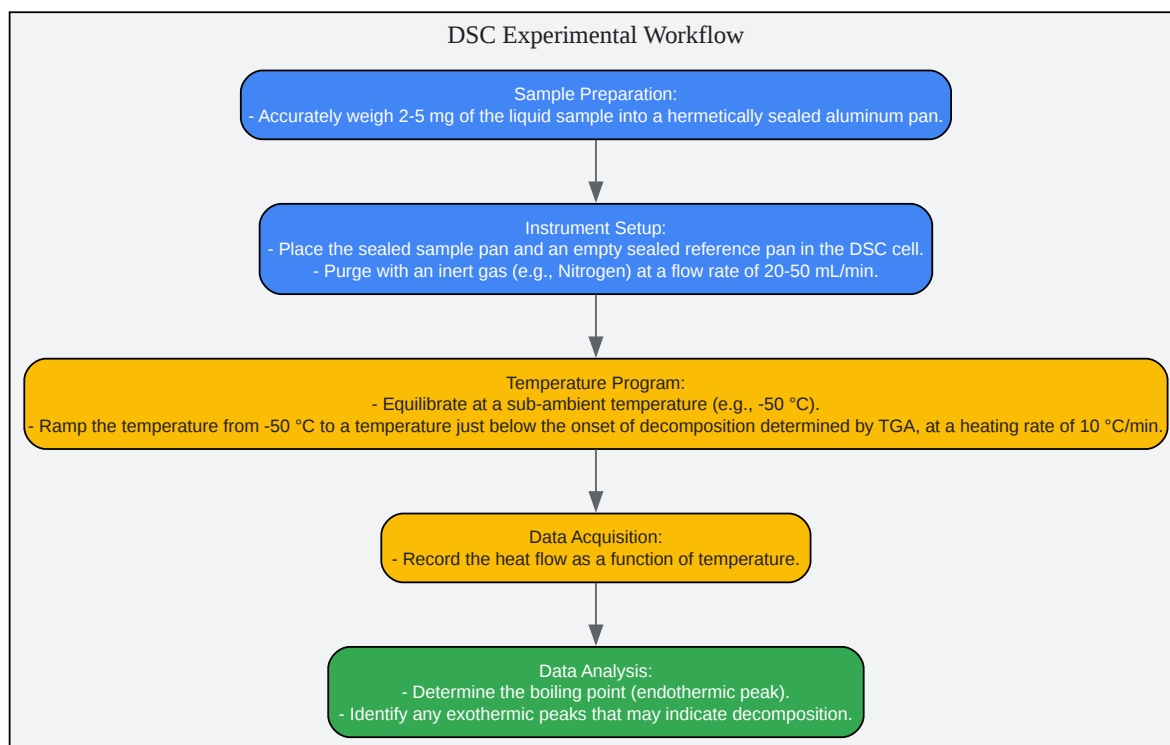 DSC Experimental Workflow
Sample Preparation:
- Accurately weigh 2-5 mg of the liquid sample into a hermetically sealed aluminum pan.
Instrument Setup:
- Place the sealed sample pan and an empty sealed reference pan in the DSC cell.
- Purge with an inert gas (e.g., Nitrogen) at a flow rate of 20-50 mL/min.
Temperature Program:
- Equilibrate at a sub-ambient temperature (e.g., -50 °C).
- Ramp the temperature from -50 °C to a temperature just below the onset of decomposition determined by TGA, at a heating rate of 10 °C/min.
Data Acquisition:
- Record the heat flow as a function of temperature.
Data Analysis:
- Determine the boiling point (endothermic peak).
- Identify any exothermic peaks that may indicate decomposition.